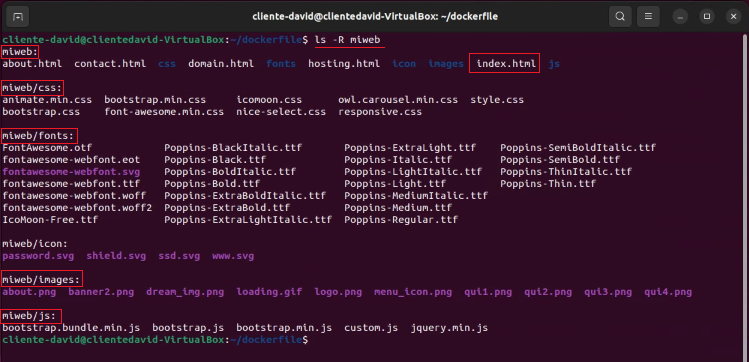 cliente-david@clientedavid-VirtualBox: ~/dockerfile
cliente-david@clientedavid-VirtualBox:~/dockerfile$ ls -R miweb
miweb:
about.html contact.html css domain.html fonts hosting.html icon images index.html js
miweb/css:
animate.min.css bootstrap.min.css icomoon.css owl.carousel.min.css style.css
bootstrap.css font-awesome.min.css nice-select.css responsive.css
miweb/fonts:
FontAwesome.otf Poppins-BlackItalic.ttf Poppins-ExtraLight.ttf Poppins-SemiBoldItalic.ttf
fontawesome-webfont.eot Poppins-Black.ttf Poppins-Italic.ttf Poppins-SemiBold.ttf
fontawesome-webfont.svg Poppins-BoldItalic.ttf Poppins-LightItalic.ttf Poppins-ThinItalic.ttf
fontawesome-webfont.ttf Poppins-Bold.ttf Poppins-Light.ttf Poppins-Thin.ttf
fontawesome-webfont.woff Poppins-ExtraBoldItalic.ttf Poppins-MediumItalic.ttf
fontawesome-webfont.woff2 Poppins-ExtraBold.ttf Poppins-Medium.ttf
IcoMoon-Free.ttf Poppins-ExtraLightItalic.ttf Poppins-Regular.ttf
miweb/icon:
password.svg shield.svg ssd.svg www.svg
miweb/images:
about.png banner2.png dream_img.png loading.gif logo.png menu_icon.png qui1.png qui2.png qui3.png qui4.png
miweb/js:
bootstrap.bundle.min.js bootstrap.js bootstrap.min.js custom.js jquery.min.js
cliente-david@clientedavid-VirtualBox:~/dockerfile$